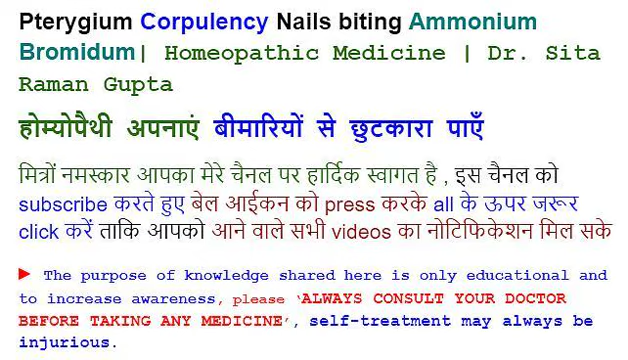 Pterygium Corpulency Nails biting Ammonium
Bromidum| Homeopathic Medicine | Dr. Sita
Raman Gupta
होम्योपैथी अपनाएं बीमारियों से छुटकारा पाएँ
मित्रों नमस्कार आपका मेरे चैनल पर हार्दिक स्वागत है , इस चैनल को
subscribe करते हुए बेल आईकन को press करके all के ऊपर जरूर
click करें ताकि आपको आने वाले सभी videos का नोटिफिकेशन मिल सके
► The purpose of knowledge shared here is only educational and
to increase awareness, please ‘ALWAYS CONSULT YOUR DOCTOR
BEFORE TAKING ANY MEDICINE’, self-treatment may always be
injurious.